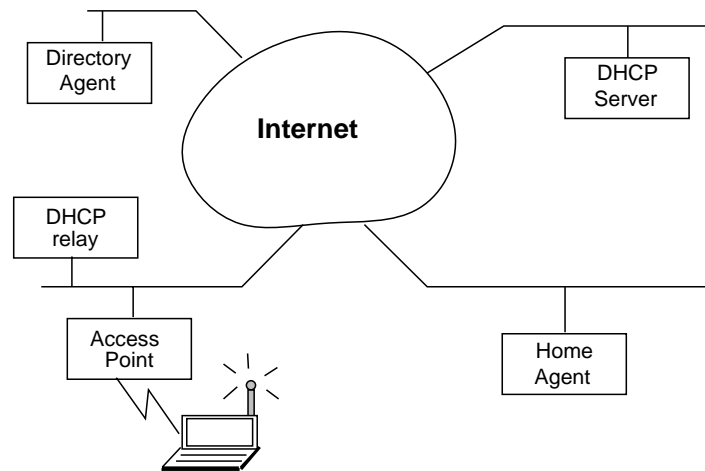 Directory
Agent
DHCP
Server
Internet
DHCP
relay
Access
Point
Home
Agent